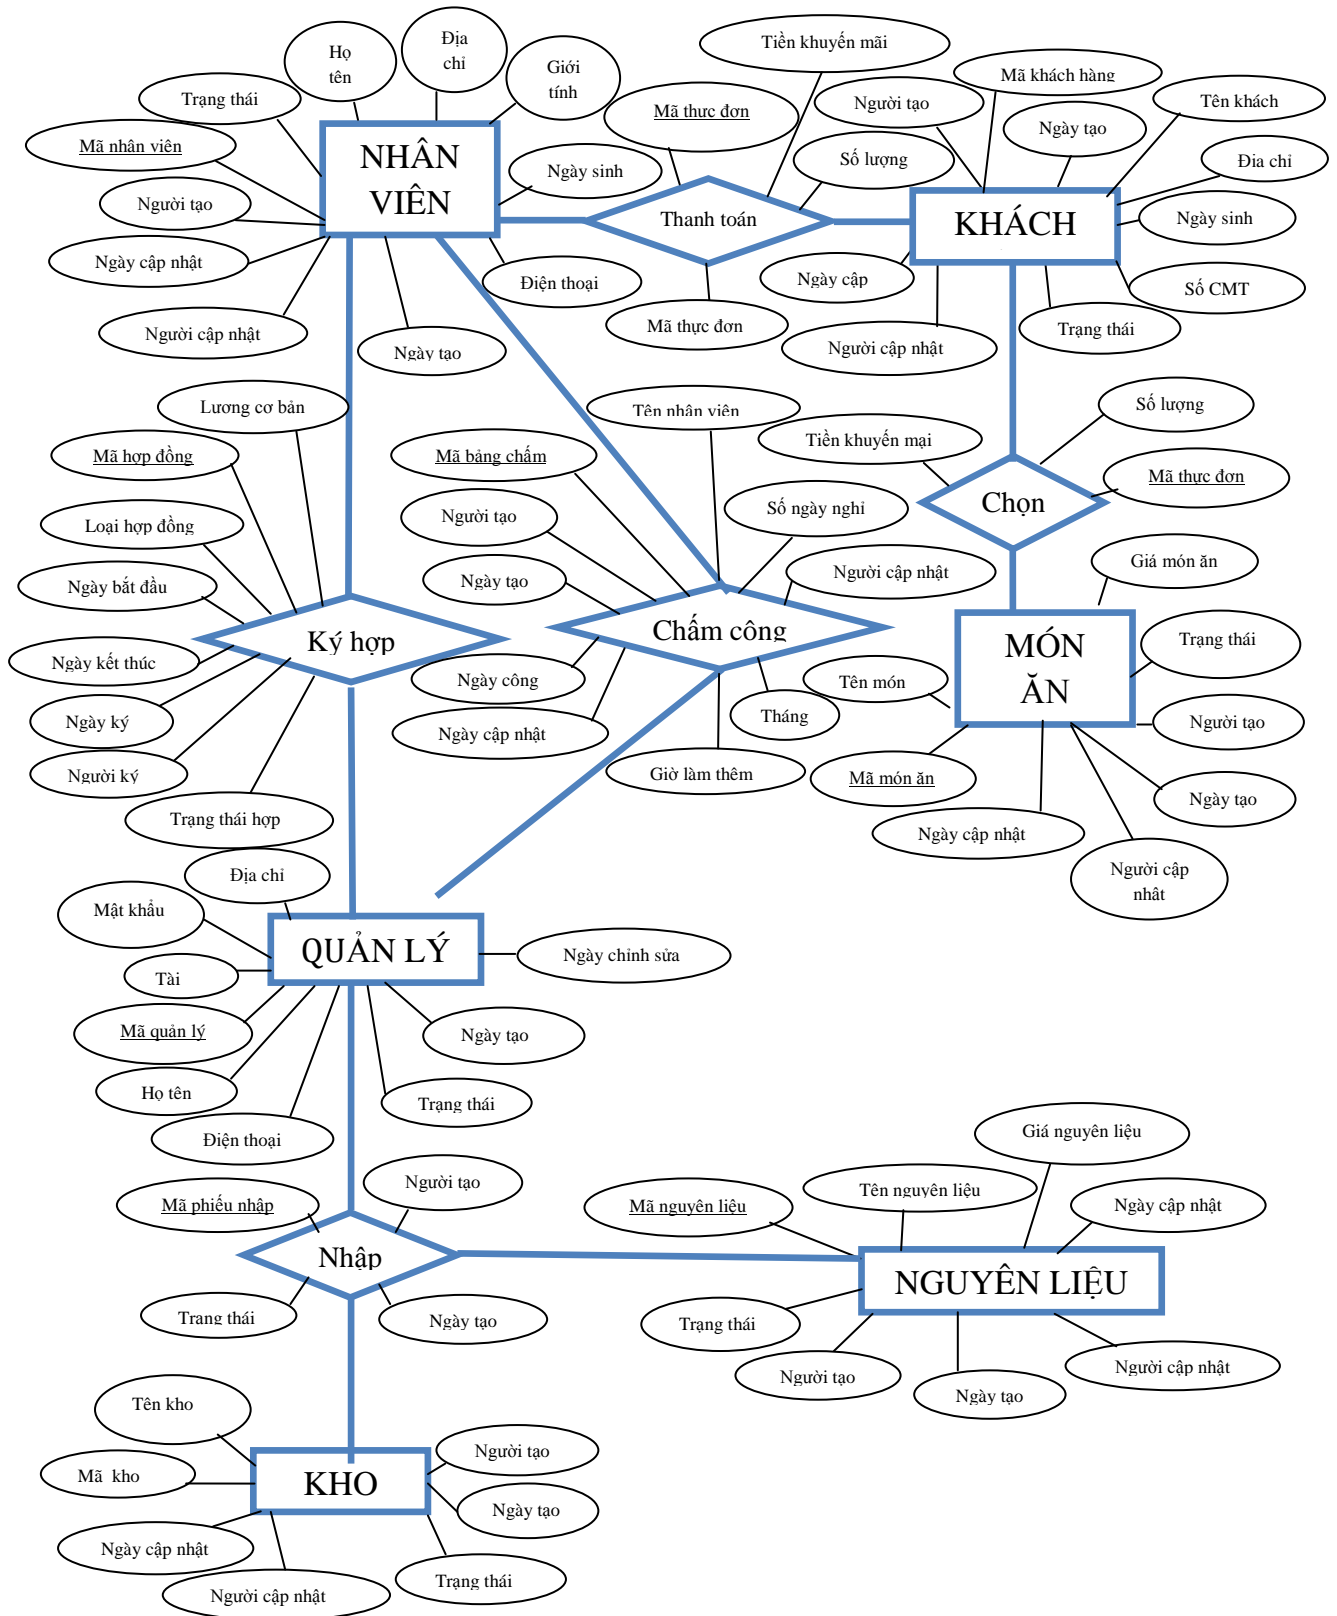 Tiền khuyến mãi
Họ
tên
Địa
chỉ
Giới
tính
Mã khách hàng
Trạng thái
Mã thực đơn
Người tạo
Tên khách
Ngày tạo
Mã nhân viên
NHÂN
VIÊN
Số lượng
Đia chỉ
Ngày sinh
Người tạo
Thanh toán
KHÁCH
Ngày sinh
Ngày cập nhật
Điện thoại
Ngày cập
Số CMT
Người cập nhật
Ngày tạo
Mã thực đơn
Người cập nhật
Trạng thái
Lương cơ bản
Tên nhân viên
Số lượng
Tiền khuyến mại
Mã hợp đồng
Mã bảng chấm
Mã thực đơn
Chọn
Loại hợp đồng
Người tạo
Số ngày nghỉ
Giá món ăn
Ngày bắt đầu
Ngày tạo
Người cập nhật
Ký hợp
Chấm công
MÓN
ĂN
Trạng thái
Ngày kết thúc
Ngày công
Tên món
Ngày ký
Ngày cập nhật
Tháng
Người tạo
Người ký
Giờ làm thêm
Mã món ăn
Ngày tạo
Trạng thái hợp
Ngày cập nhật
Người cập
nhât
Địa chỉ
Mật khẩu
QUẢN LÝ
Ngày chỉnh sửa
Tài
Mã quản lý
Ngày tạo
Họ tên
Trạng thái
Điện thoại
Giá nguyên liệu
Người tạo
Mã phiếu nhập
Tên nguyên liệu
Mã nguyên liệu
Ngày cập nhật
Nhập
NGUYÊN LIỆU
Trang thái
Ngày tạo
Trạng thái
Người tạo
Ngày tạo
Người cập nhật
Tên kho
Người tạo
Mã kho
KHO
Ngày tạo
Ngày cập nhật
Trạng thái
Người cập nhật